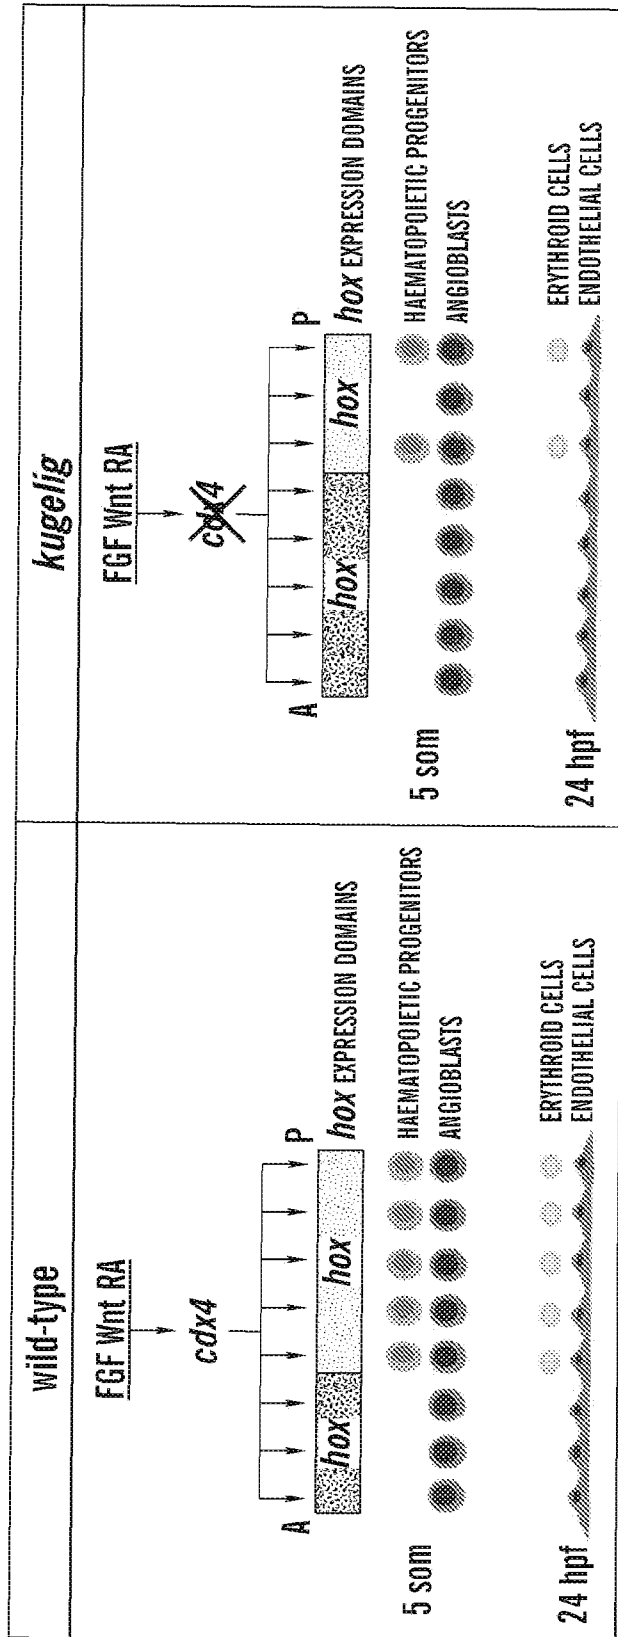 wild-type
FGF Wnt RA
cdx4
A
P
hox
hox
hox EXPRESSION DOMAINS
5 som
HAEMATOPOIETIC PROGENITORS
ANGIOBLASTS
24 hpf
ERYTHROID CELLS
ENDOTHELIAL CELLS
kugelig
FGF Wnt RA
cdx4
A
P
hox
hox
hox EXPRESSION DOMAINS
5 som
HAEMATOPOIETIC PROGENITORS
ANGIOBLASTS
24 hpf
ERYTHROID CELLS
ENDOTHELIAL CELLS